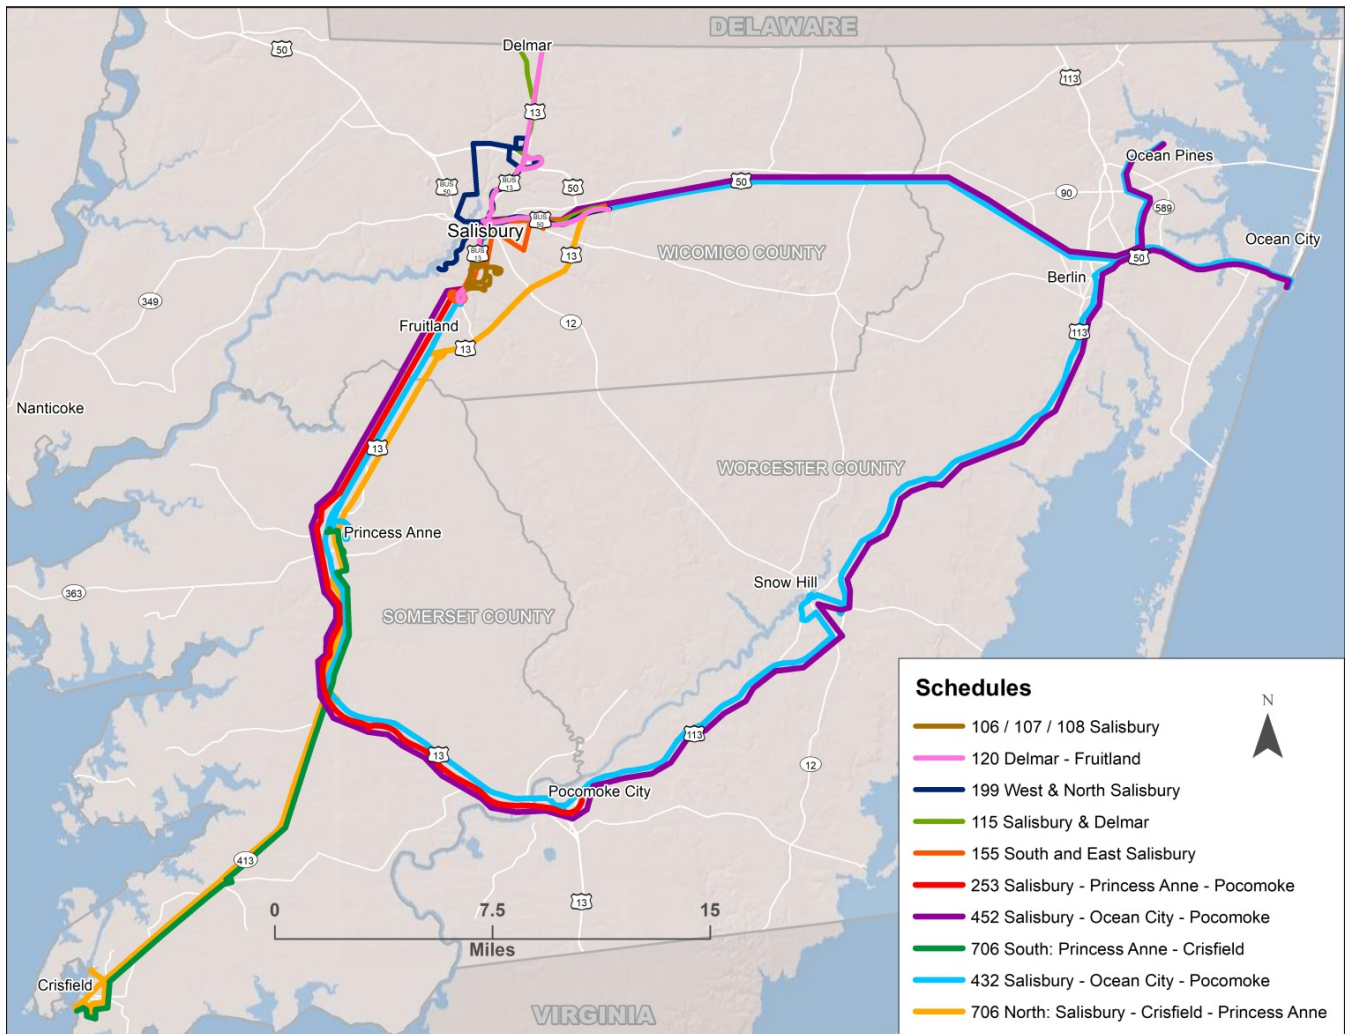 DELAWARE
Delmar
50
113
13
Ocean Pines
BUS
50
BUS
13
50
50
90
589
BUS
50
Salisbury
Ocean City
BUS
13
13
WICOMICO COUNTY
50
Berlin
349
12
Fruitland
113
13
Nanticoke
13
WORCESTER COUNTY
Princess Anne
Snow Hill
363
SOMERSET COUNTY
113
13
12
Pocomoke City
413
13
0
7.5
15
Miles
Crisfield
VIRGINIA
Schedules
N
106 / 107 / 108 Salisbury
120 Delmar - Fruitland
199 West & North Salisbury
115 Salisbury & Delmar
155 South and East Salisbury
253 Salisbury - Princess Anne - Pocomoke
452 Salisbury - Ocean City - Pocomoke
706 South: Princess Anne - Crisfield
432 Salisbury - Ocean City - Pocomoke
706 North: Salisbury - Crisfield - Princess Anne